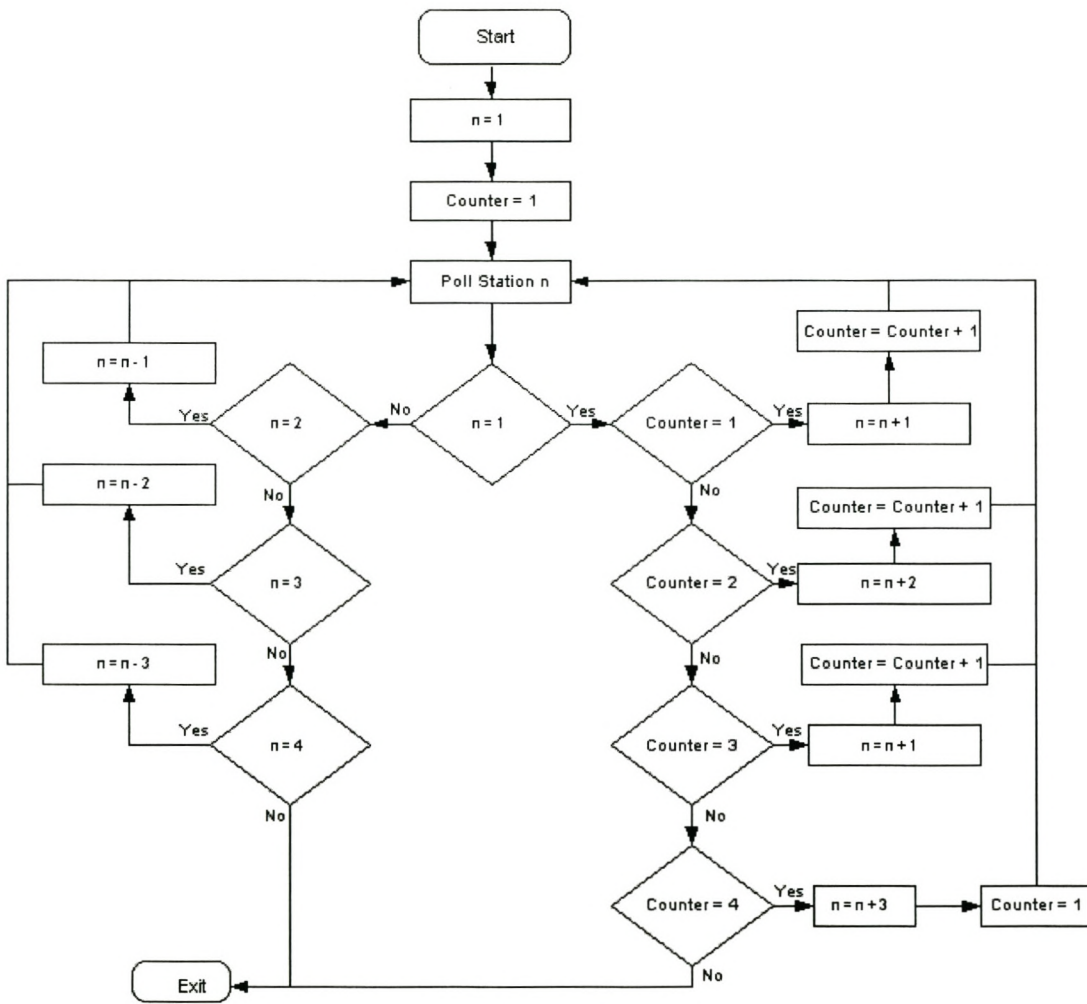 Start
n = 1
Counter = 1
Poll Station n
Counter = Counter + 1
n = n - 1
Yes
n = 2
No
n = 1
Yes
Counter = 1
Yes
n = n + 1
No
No
n = n - 2
Counter = Counter + 1
Yes
n = 3
Counter = 2
Yes
n = n + 2
No
No
n = n - 3
Counter = Counter + 1
Yes
n = 4
Counter = 3
Yes
n = n + 1
No
No
Counter = 4
Yes
n = n + 3
Counter = 1
No
Exit